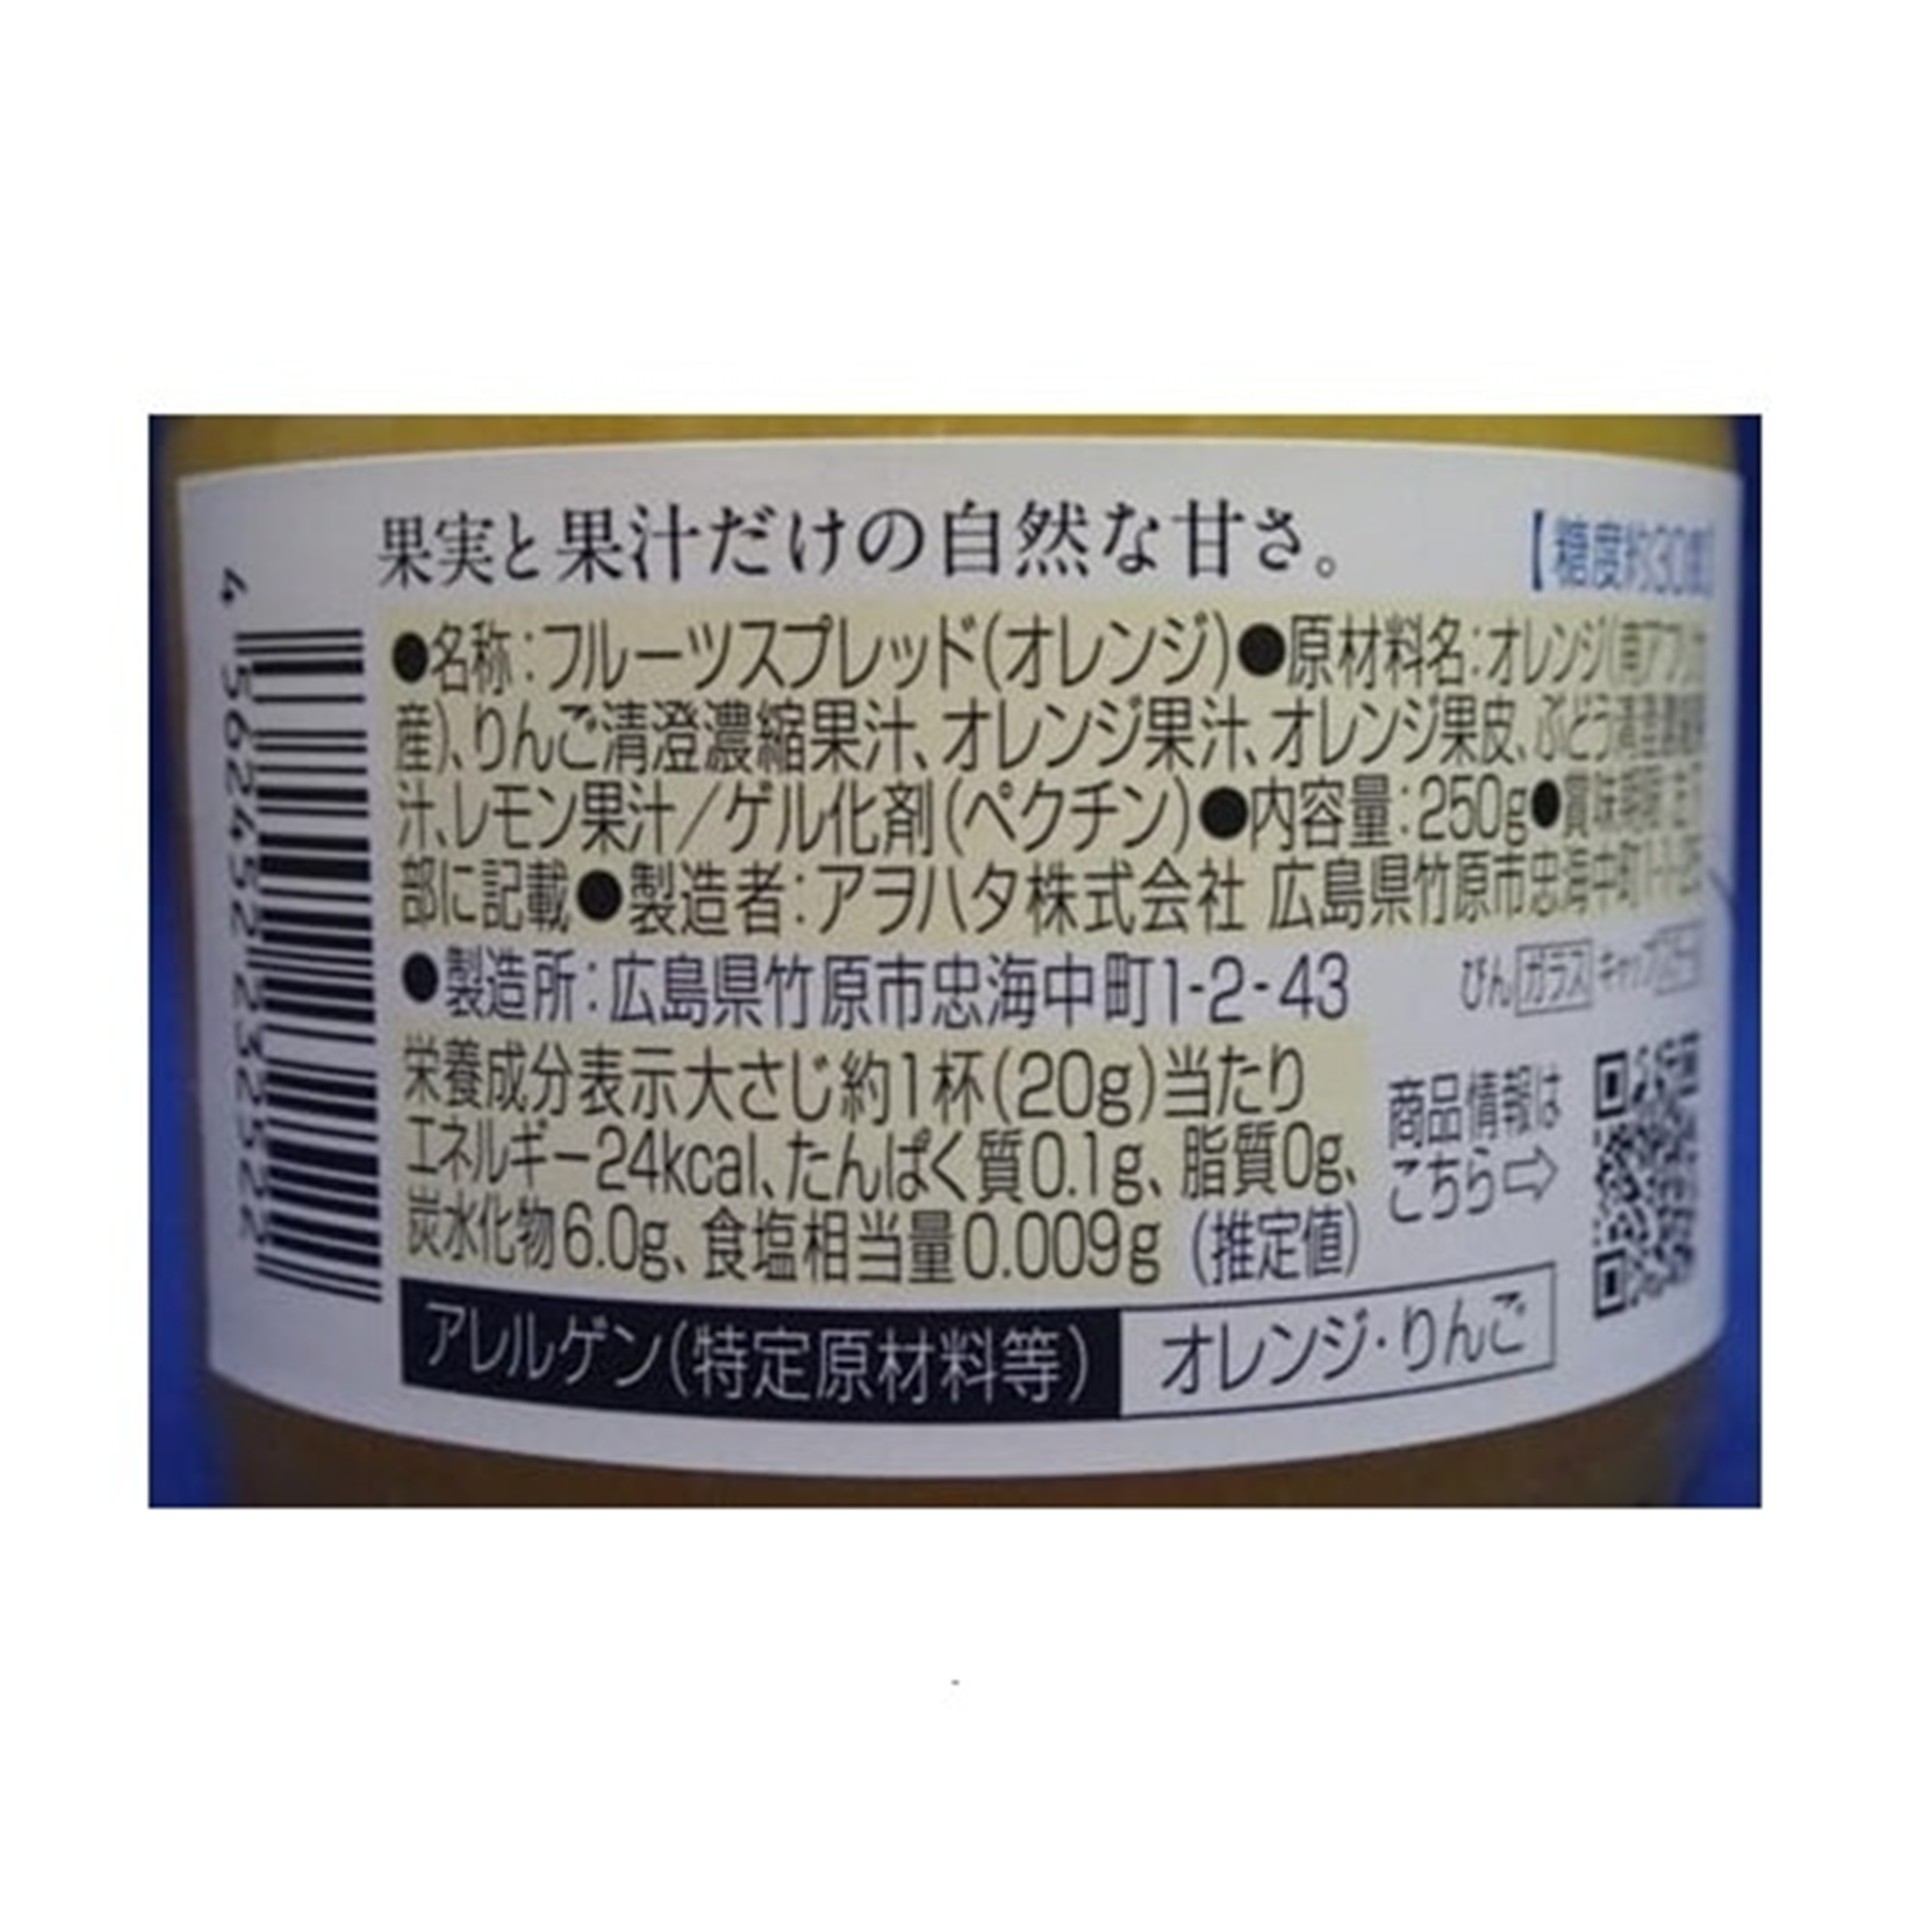 果実と果汁だけの自然な甘さ。
【糖度約30度】
●名称:フルーツスプレッド(オレンジ)●原材料名:オレンジ(南アフリカ
産)、りんご清澄濃縮果汁、オレンジ果汁、オレンジ果皮、ぶどう清澄濃縮果
汁、レモン果汁/ゲル化剤(ペクチン)●内容量:250g●賞味期限:
部に記載●製造者:アヲハタ株式会社 広島県竹原市忠海中町
●製造所:広島県竹原市忠海中町1-2-43
びん ガラス キャップ
栄養成分表示大さじ約1杯(20g)当たり
エネルギー24kcal、たんぱく質0.1g、脂質0g、
炭水化物6.0g、食塩相当量0.009g (推定値)
商品情報は
こちら⇨
アレルゲン(特定原材料等) オレンジ・りんご
4 562452 232522